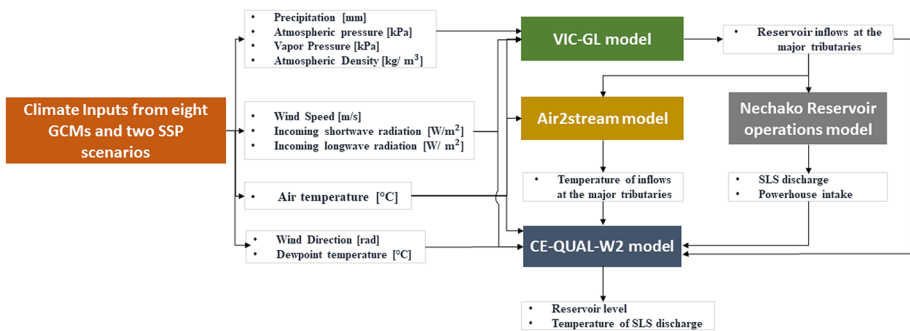 • Precipitation [mm]
• Atmospheric pressure [kPa]
• Vapor Pressure [kPa]
• Atmospheric Density [kg/ m³]
VIC-GL model
• Reservoir inflows at the
major tributaries
Climate Inputs from eight
GCMs and two SSP
scenarios
• Wind Speed [m/s]
• Incoming shortwave radiation [W/m²]
• Incoming longwave radiation [W/ m²]
Air2stream model
Nechako Reservoir
operations model
• Air temperature [°C]
• Temperature of inflows
at the major tributaries
• SLS discharge
• Powerhouse intake
• Wind Direction [rad]
• Dewpoint temperature [°C]
CE-QUAL-W2 model
• Reservoir level
• Temperature of SLS discharge